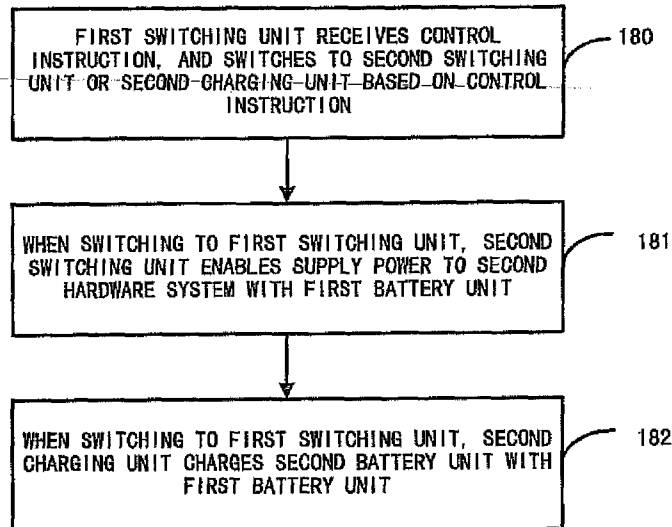 FIRST SWITCHING UNIT RECEIVES CONTROL
INSTRUCTION, AND SWITCHES TO SECOND SWITCHING
UNIT OR SECOND CHARGING UNIT BASED ON CONTROL
INSTRUCTION
180
WHEN SWITCHING TO FIRST SWITCHING UNIT, SECOND
SWITCHING UNIT ENABLES SUPPLY POWER TO SECOND
HARDWARE SYSTEM WITH FIRST BATTERY UNIT
181
WHEN SWITCHING TO FIRST SWITCHING UNIT, SECOND
CHARGING UNIT CHARGES SECOND BATTERY UNIT WITH
FIRST BATTERY UNIT
182